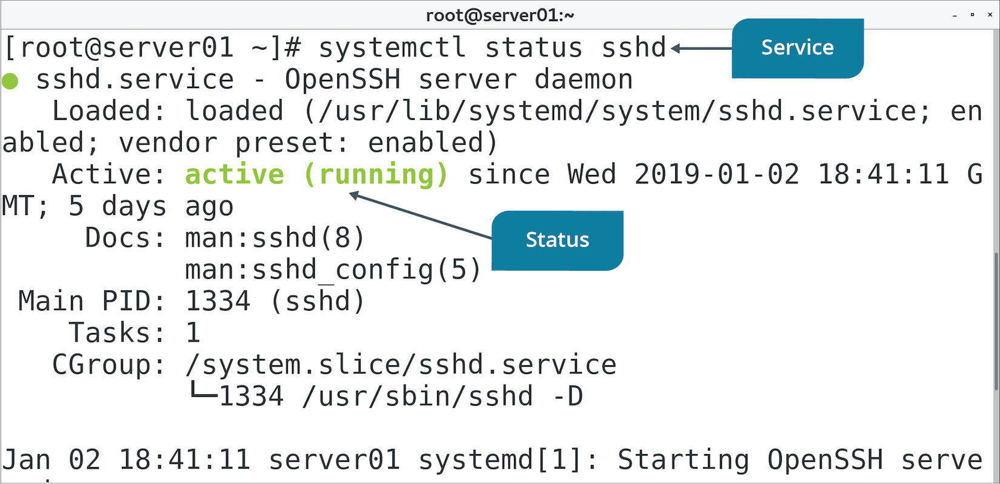 root@server01:~
[root@server01 ~]# systemctl status sshd
Service
● sshd.service - OpenSSH server daemon
Loaded: loaded (/usr/lib/systemd/system/sshd.service; en
abled; vendor preset: enabled)
Active: active (running) since Wed 2019-01-02 18:41:11 G
MT; 5 days ago
Status
Docs: man:sshd(8)
man:sshd_config(5)
Main PID: 1334 (sshd)
Tasks: 1
CGroup: /system.slice/sshd.service
└─1334 /usr/sbin/sshd -D
Jan 02 18:41:11 server01 systemd[1]: Starting OpenSSH serve